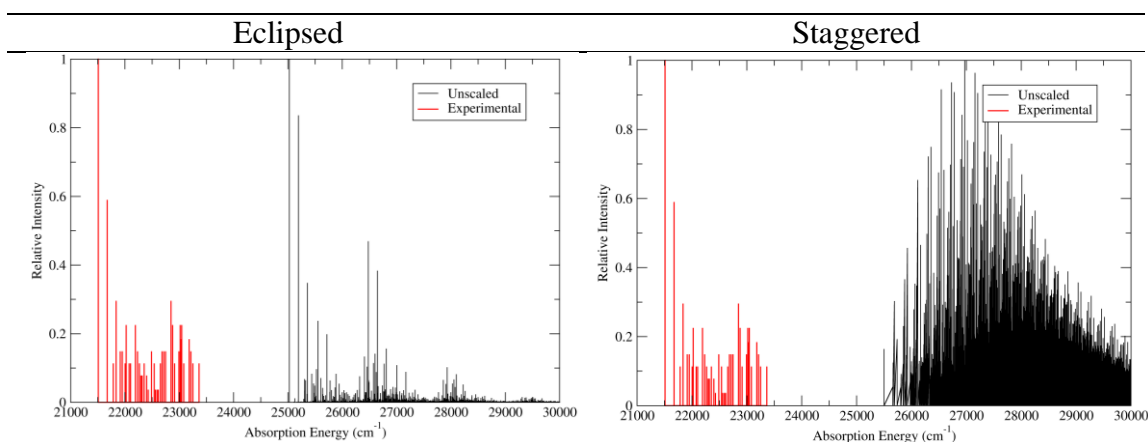 Eclipsed
Staggered
1
0.8
0.6
0.4
0.2
0
Relative Intensity
Unscaled
Experimental
21000 22000 23000 24000 25000 26000 27000 28000 29000 30000
Absorption Energy (cm⁻¹)
1
0.8
0.6
0.4
0.2
0
Relative Intensity
Unscaled
Experimental
21000 22000 23000 24000 25000 26000 27000 28000 29000 30000
Absorption Energy (cm⁻¹)